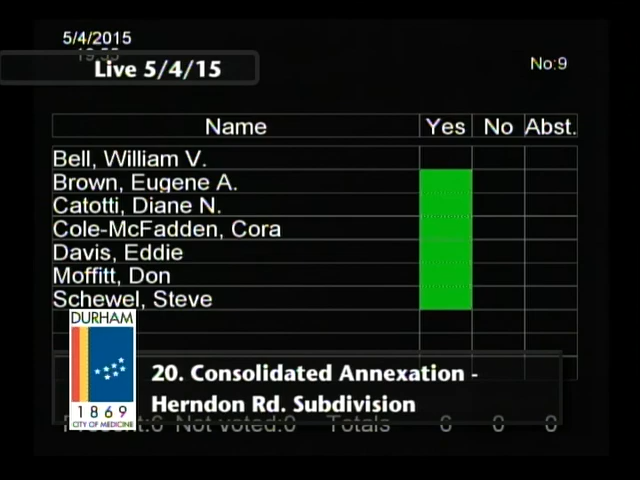 5/4/2015
Live 5/4/15
No:9
Name Yes No Abst.
Bell, William V.
Brown, Eugene A.
Catotti, Diane N.
Cole-McFadden, Cora
Davis, Eddie
Moffitt, Don
Schewel, Steve
DURHAM
1869
CITY OF MEDICINE
20. Consolidated Annexation -
Herndon Rd. Subdivision
Not voted:0 Totals 6 0 0